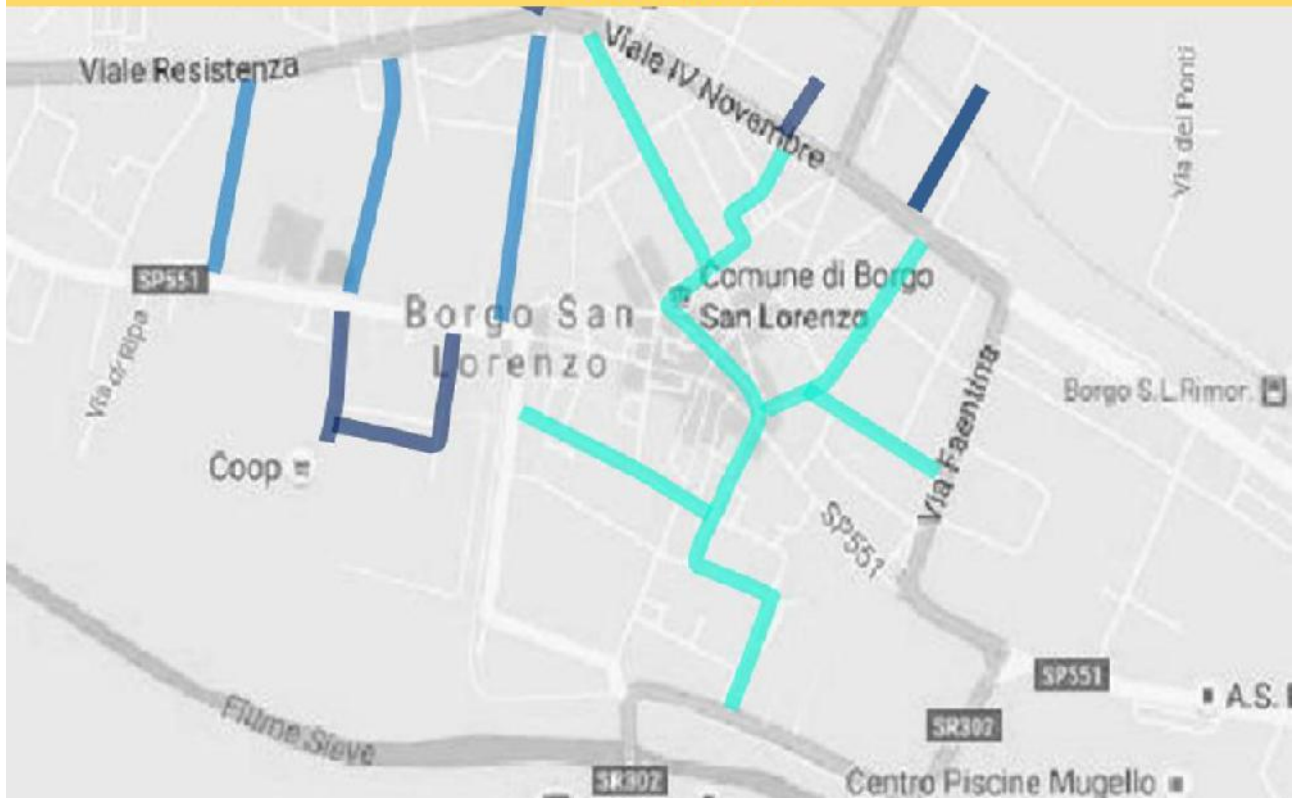 Viale Resistenza
Viale IV Novembre
Via dei Ponti
SP551
Comune di Borgo
San Lorenzo
Borgo San
Lorenzo
Via di Ripa
Via Faentina
Borgo S.L.Rimor.
Coop
SP551
SP551
A.S.
Fiume Sieve
SR302
SR302
Centro Piscine Mugello